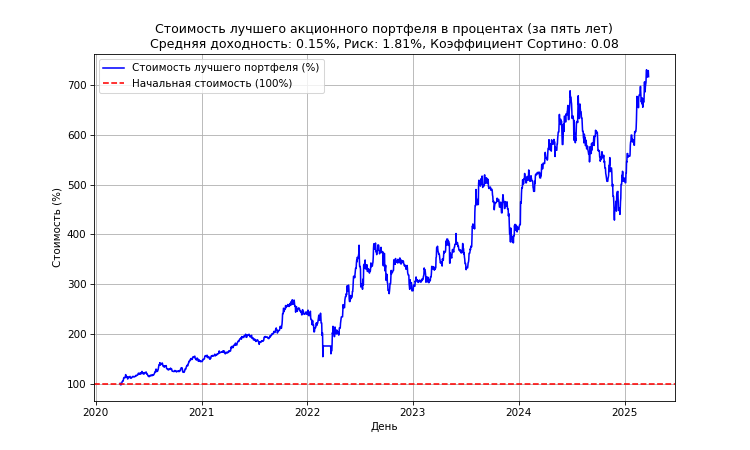 Стоимость лучшего акционного портфеля в процентах (за пять лет)
Средняя доходность: 0.15%, Риск: 1.81%, Коэффициент Сортино: 0.08
Стоимость лучшего портфеля (%)
Начальная стоимость (100%)
Стоимость (%)
700
600
500
400
300
200
100
2020
2021
2022
2023
2024
2025
День